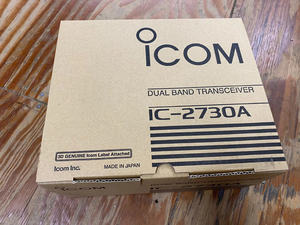 ICOM
DUAL BAND TRANSCEIVER
IC-2730A
3D GENUINE Icom Label Attached
Icom Inc.
MADE IN JAPAN